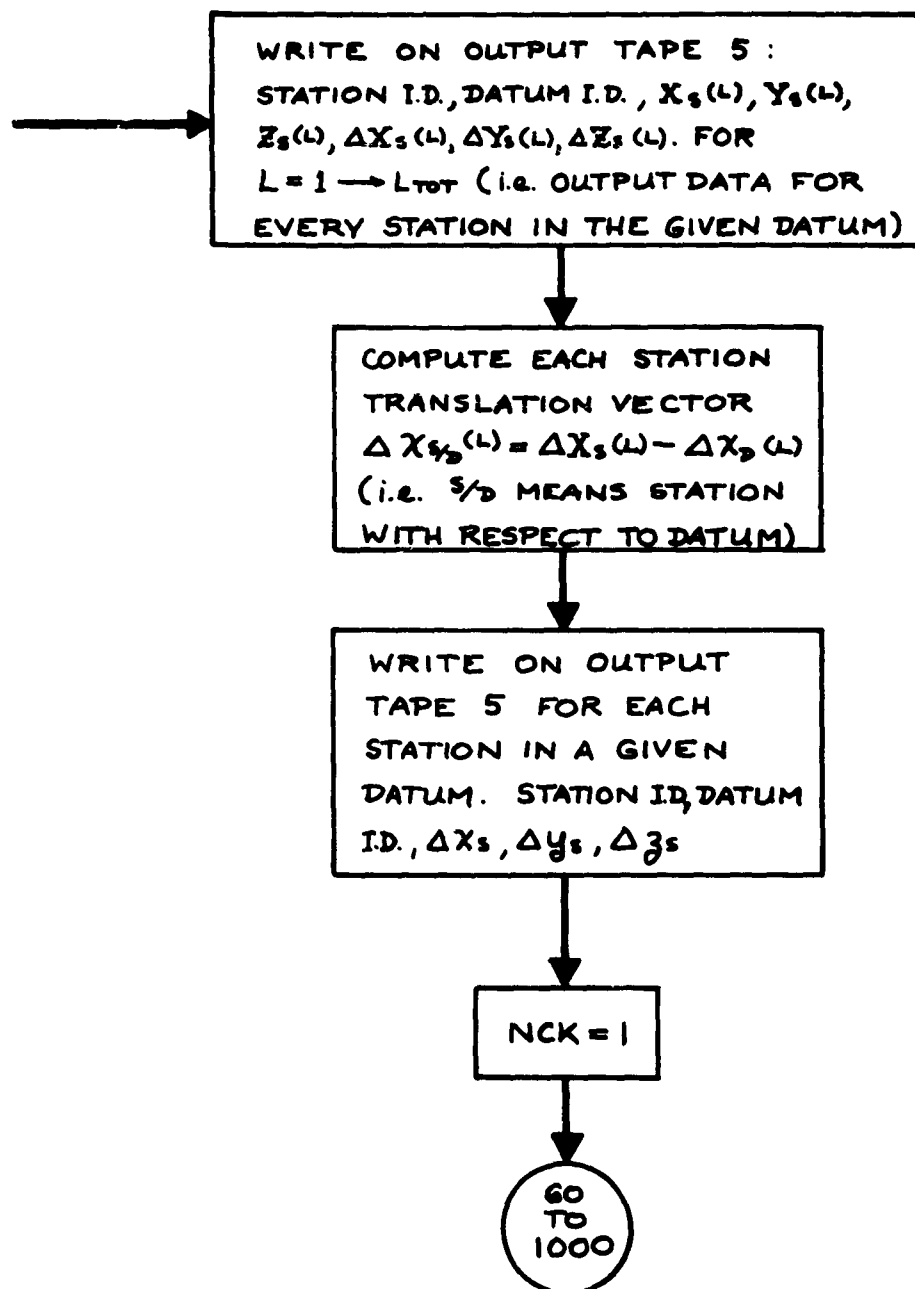 WRITE ON OUTPUT TAPE 5 :
STATION I.D., DATUM I.D., Xs(L), Ys(L),
Zs(L), ΔXs(L), ΔYs(L), ΔZs(L). FOR
L = 1 → LTOT (i.e. OUTPUT DATA FOR
EVERY STATION IN THE GIVEN DATUM)
COMPUTE EACH STATION
TRANSLATION VECTOR
ΔXS/D(L) = ΔXs(L) - ΔXD(L)
(i.e. S/D MEANS STATION
WITH RESPECT TO DATUM)
WRITE ON OUTPUT
TAPE 5 FOR EACH
STATION IN A GIVEN
DATUM. STATION I.D, DATUM
I.D., ΔXs, Δys, Δzs
NCK = 1
GO
TO
1000